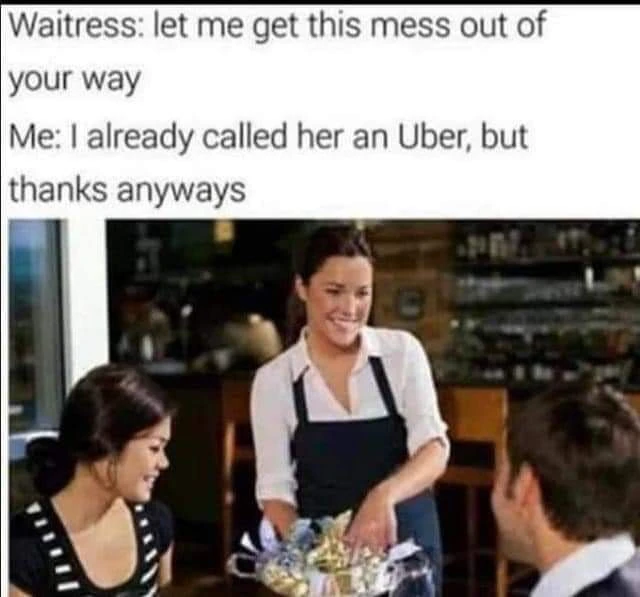 Waitress: let me get this mess out of
your way
Me: I already called her an Uber, but
thanks anyways